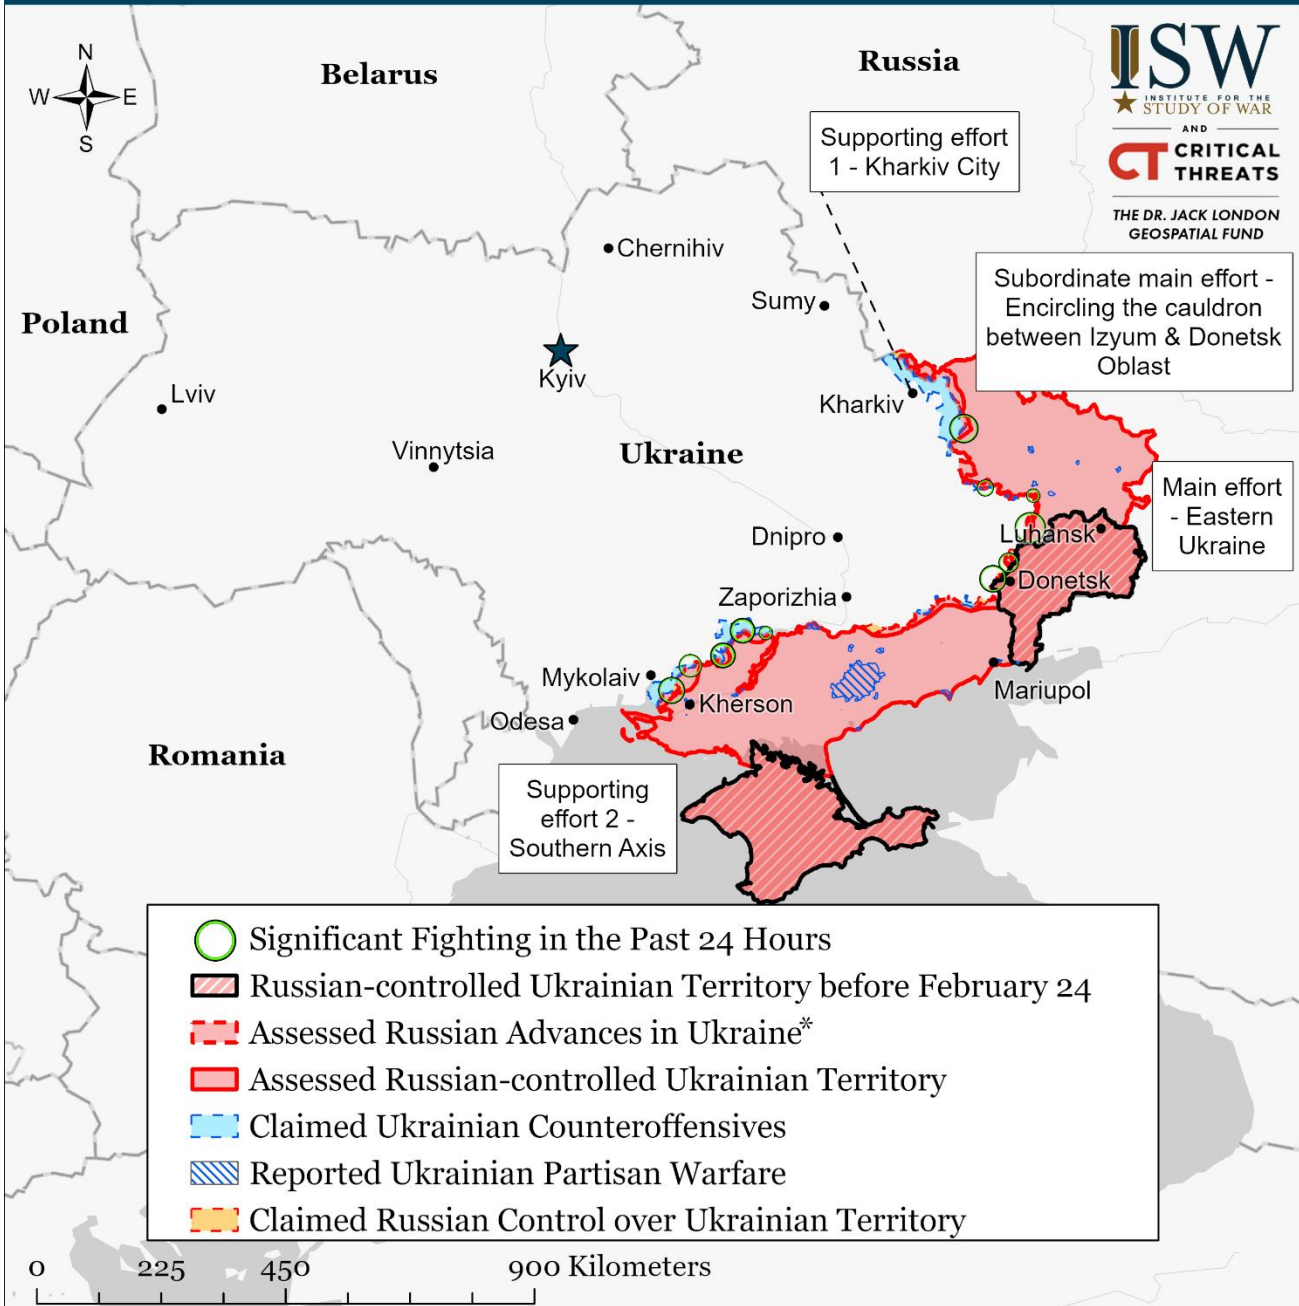 N
W E
S
Belarus
Russia
ISW
INSTITUTE FOR THE
STUDY OF WAR
AND
CT CRITICAL
THREATS
THE DR. JACK LONDON
GEOSPATIAL FUND
Supporting effort
1 - Kharkiv City
Chernihiv
Subordinate main effort -
Encircling the cauldron
between Izyum & Donetsk
Oblast
Sumy
Poland
Kyiv
Lviv
Kharkiv
Vinnytsia
Ukraine
Main effort
- Eastern
Ukraine
Dnipro
Luhansk
Donetsk
Zaporizhia
Mykolaiv
Mariupol
Kherson
Odesa
Romania
Supporting
effort 2 -
Southern Axis
Significant Fighting in the Past 24 Hours
Russian-controlled Ukrainian Territory before February 24
Assessed Russian Advances in Ukraine*
Assessed Russian-controlled Ukrainian Territory
Claimed Ukrainian Counteroffensives
Reported Ukrainian Partisan Warfare
Claimed Russian Control over Ukrainian Territory
0 225 450 900 Kilometers